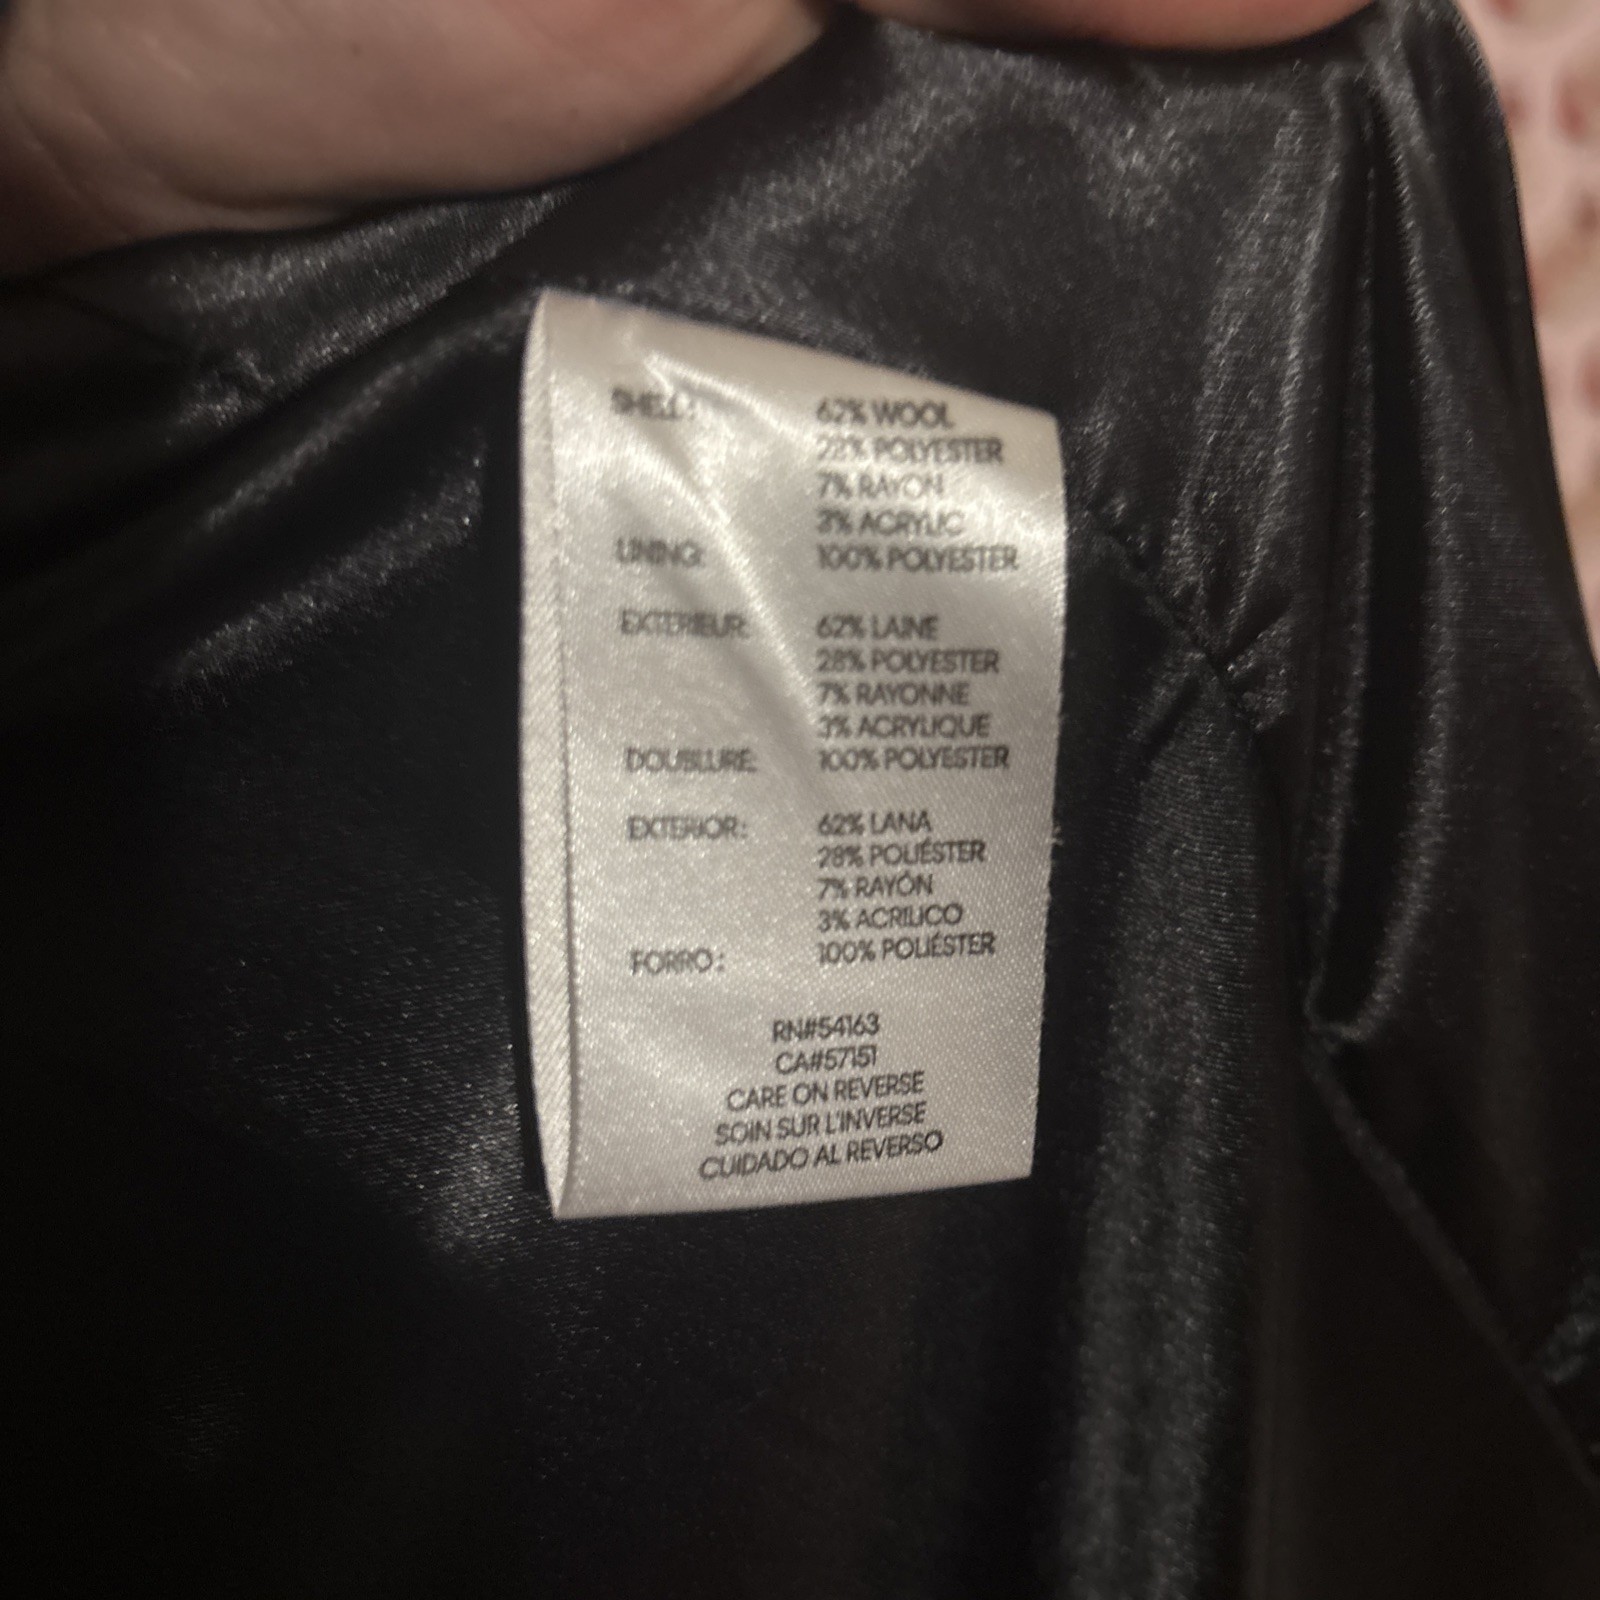 SHELL: 62% WOOL
28% POLYESTER
7% RAYON
3% ACRYLIC
LINING: 100% POLYESTER
EXTERIEUR: 62% LAINE
28% POLYESTER
7% RAYONNE
3% ACRYLIQUE
DOUBLURE: 100% POLYESTER
EXTERIOR: 62% LANA
28% POLIÉSTER
7% RAYÓN
3% ACRILICO
FORRO: 100% POLIÉSTER
RN#54163
CA#57151
CARE ON REVERSE
SOIN SUR L'INVERSE
CUIDADO AL REVERSO